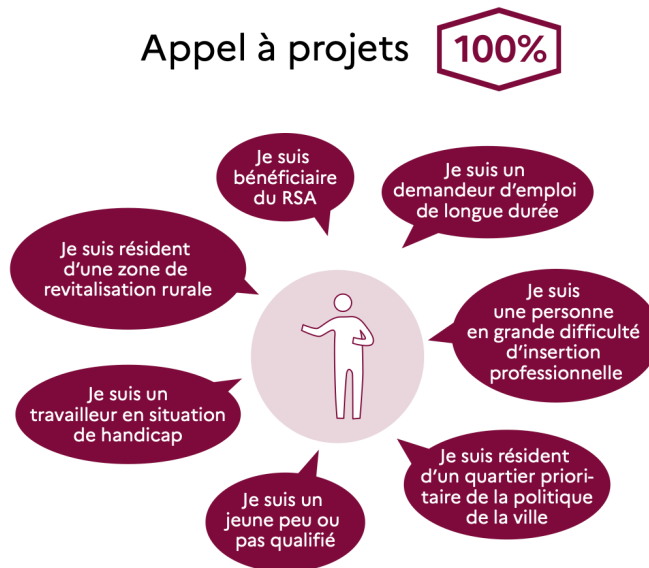 Appel à projets 100%
Je suis
bénéficiaire
du RSA
Je suis un
demandeur d'emploi
de longue durée
Je suis résident
d'une zone de
revitalisation rurale
Je suis
une personne
en grande difficulté
d'insertion
professionnelle
Je suis un
travailleur en situation
de handicap
Je suis résident
d'un quartier priori-
taire de la politique
de la ville
Je suis un
jeune peu ou
pas qualifié